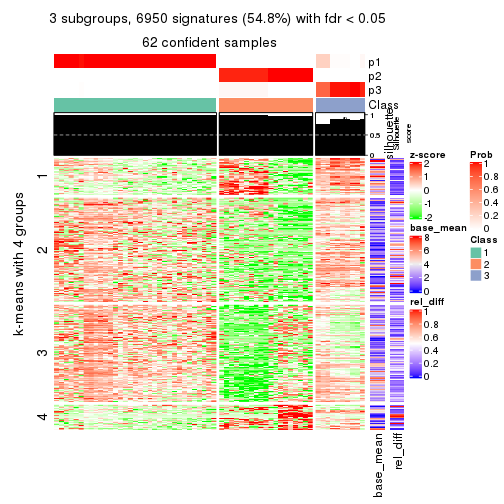 3 subgroups, 6950 signatures (54.8%) with fdr < 0.05
62 confident samples
p1
p2
p3
Class
silhouette
Silhouette
score
1
0.5
0
k-means with 4 groups
1
2
3
4
base_mean
rel_diff
z-score
2
1
0
-1
-2
base_mean
8
6
4
2
0
rel_diff
1
0.8
0.6
0.4
0.2
0
Prob
1
0.8
0.6
0.4
0.2
0
Class
1
2
3